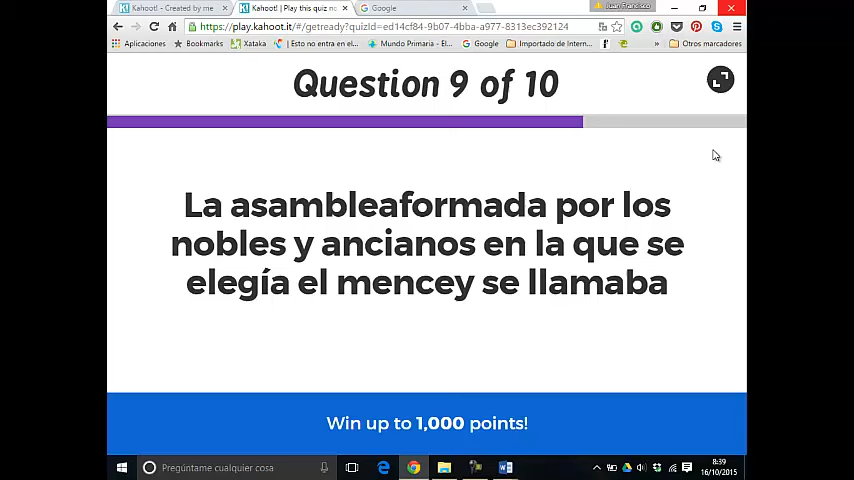 Kahoot! - Created by me
Kahoot! | Play this quiz n
Google
Juan Francisco
https://play.kahoot.it/#/getready?quizId=ed14cf84-9b07-4bba-a977-8313ec392124
Aplicaciones
Bookmarks
Xataka
| Esto no entra en el...
Mundo Primaria - El...
Google
Importado de Intern...
»
Otros marcadores
Question 9 of 10
La asambleaformada por los
nobles y ancianos en la que se
elegía el mencey se llamaba
Win up to 1,000 points!
Pregúntame cualquier cosa
8:39
16/10/2015